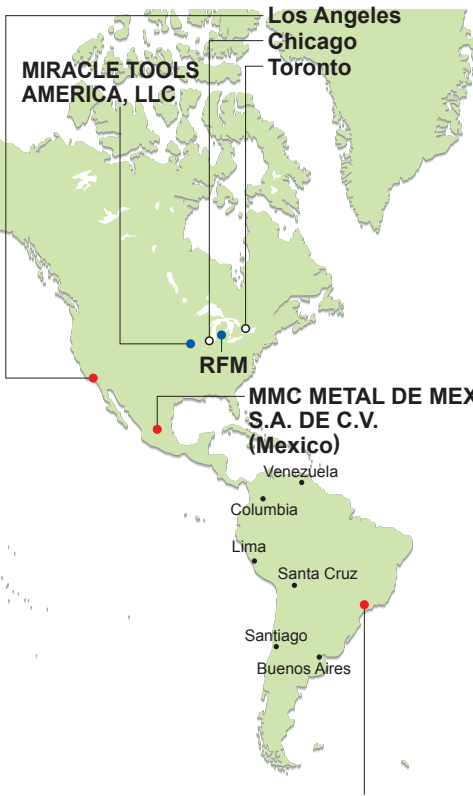 Los Angeles
Chicago
Toronto
MIRACLE TOOLS
AMERICA, LLC
RFM
MMC METAL DE MEX
S.A. DE C.V.
(Mexico)
Venezuela
Columbia
Lima
Santa Cruz
Santiago
Buenos Aires